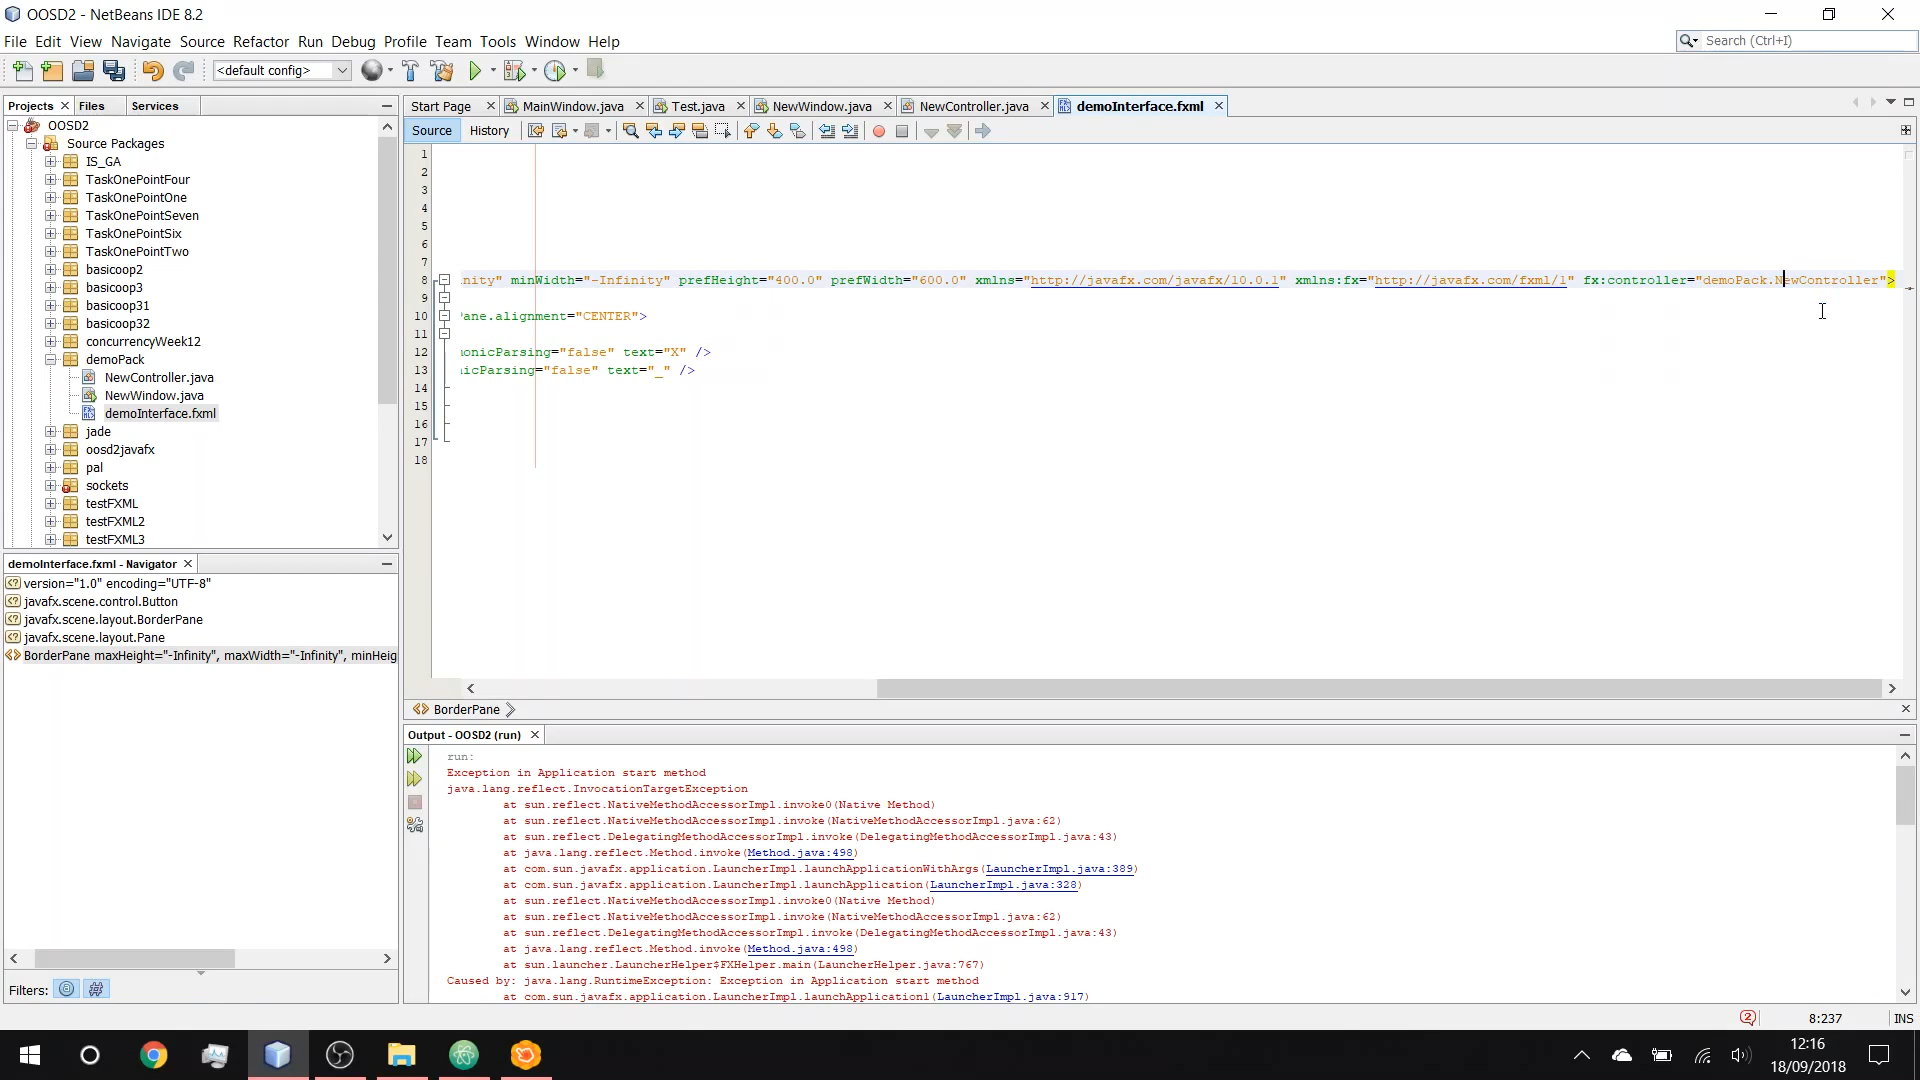 OOSD2 - NetBeans IDE 8.2
File Edit View Navigate Source Refactor Run Debug Profile Team Tools Window Help
Search (Ctrl+I)
<default config>
Projects Files Services
Start Page MainWindow.java Test.java NewWindow.java NewController.java demoInterface.fxml
OOSD2
Source Packages
IS_GA
TaskOnePointFour
TaskOnePointOne
TaskOnePointSeven
TaskOnePointSix
TaskOnePointTwo
basicoop2
basicoop3
basicoop31
basicoop32
concurrencyWeek12
demoPack
NewController.java
NewWindow.java
demoInterface.fxml
jade
oosd2javafx
pal
sockets
testFXML
testFXML2
testFXML3
Source History
1
2
3
4
5
6
7
8 inity" minWidth="-Infinity" prefHeight="400.0" prefWidth="600.0" xmlns="http://javafx.com/javafx/10.0.1" xmlns:fx="http://javafx.com/fxml/1" fx:controller="demoPack.NewController">
9
10 Pane.alignment="CENTER">
11
12 onicParsing="false" text="X" />
13 icParsing="false" text="_" />
14
15
16
17
18
BorderPane
demoInterface.fxml - Navigator
version="1.0" encoding="UTF-8"
javafx.scene.control.Button
javafx.scene.layout.BorderPane
javafx.scene.layout.Pane
BorderPane maxHeight="-Infinity", maxWidth="-Infinity", minHeig
Filters:
Output - OOSD2 (run)
run:
Exception in Application start method
java.lang.reflect.InvocationTargetException
at sun.reflect.NativeMethodAccessorImpl.invoke0(Native Method)
at sun.reflect.NativeMethodAccessorImpl.invoke(NativeMethodAccessorImpl.java:62)
at sun.reflect.DelegatingMethodAccessorImpl.invoke(DelegatingMethodAccessorImpl.java:43)
at java.lang.reflect.Method.invoke(Method.java:498)
at com.sun.javafx.application.LauncherImpl.launchApplicationWithArgs(LauncherImpl.java:389)
at com.sun.javafx.application.LauncherImpl.launchApplication(LauncherImpl.java:328)
at sun.reflect.NativeMethodAccessorImpl.invoke0(Native Method)
at sun.reflect.NativeMethodAccessorImpl.invoke(NativeMethodAccessorImpl.java:62)
at sun.reflect.DelegatingMethodAccessorImpl.invoke(DelegatingMethodAccessorImpl.java:43)
at java.lang.reflect.Method.invoke(Method.java:498)
at sun.launcher.LauncherHelper$FXHelper.main(LauncherHelper.java:767)
Caused by: java.lang.RuntimeException: Exception in Application start method
at com.sun.javafx.application.LauncherImpl.launchApplication1(LauncherImpl.java:917)
2 8:237 INS
12:16
18/09/2018